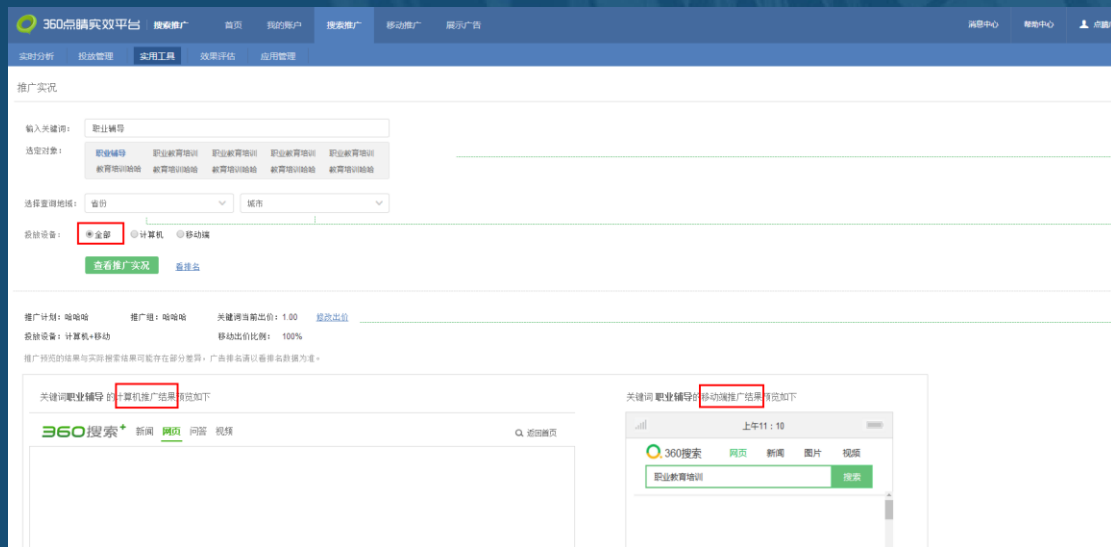 360点睛实效平台 搜索推广 首页 我的账户 搜索推广 移动推广 展示广告 消息中心 帮助中心
实时分析 投放管理 实用工具 效果评估 应用管理
推广实况
输入关键词： 职业辅导
选定对象： 职业辅导 职业教育培训 职业教育培训 职业教育培训 职业教育培训
教育培训哈哈 教育培训哈哈 教育培训哈哈 教育培训哈哈 教育培训哈哈
选择查询地域： 省份 城市
投放设备： 全部 计算机 移动端
查看推广实况 看排名
推广计划：哈哈哈 推广组：哈哈哈 关键词当前出价：1.00 修改出价
投放设备：计算机+移动 移动出价比例： 100%
推广预览的结果与实际搜索结果可能存在部分差异，广告排名请以看排名数据为准。
关键词职业辅导 的计算机推广结果预览如下
360搜索+ 新闻 网页 问答 视频 返回首页
关键词 职业辅导的移动端推广结果预览如下
上午11：10
360搜索 网页 新闻 图片 视频
职业教育培训 搜索